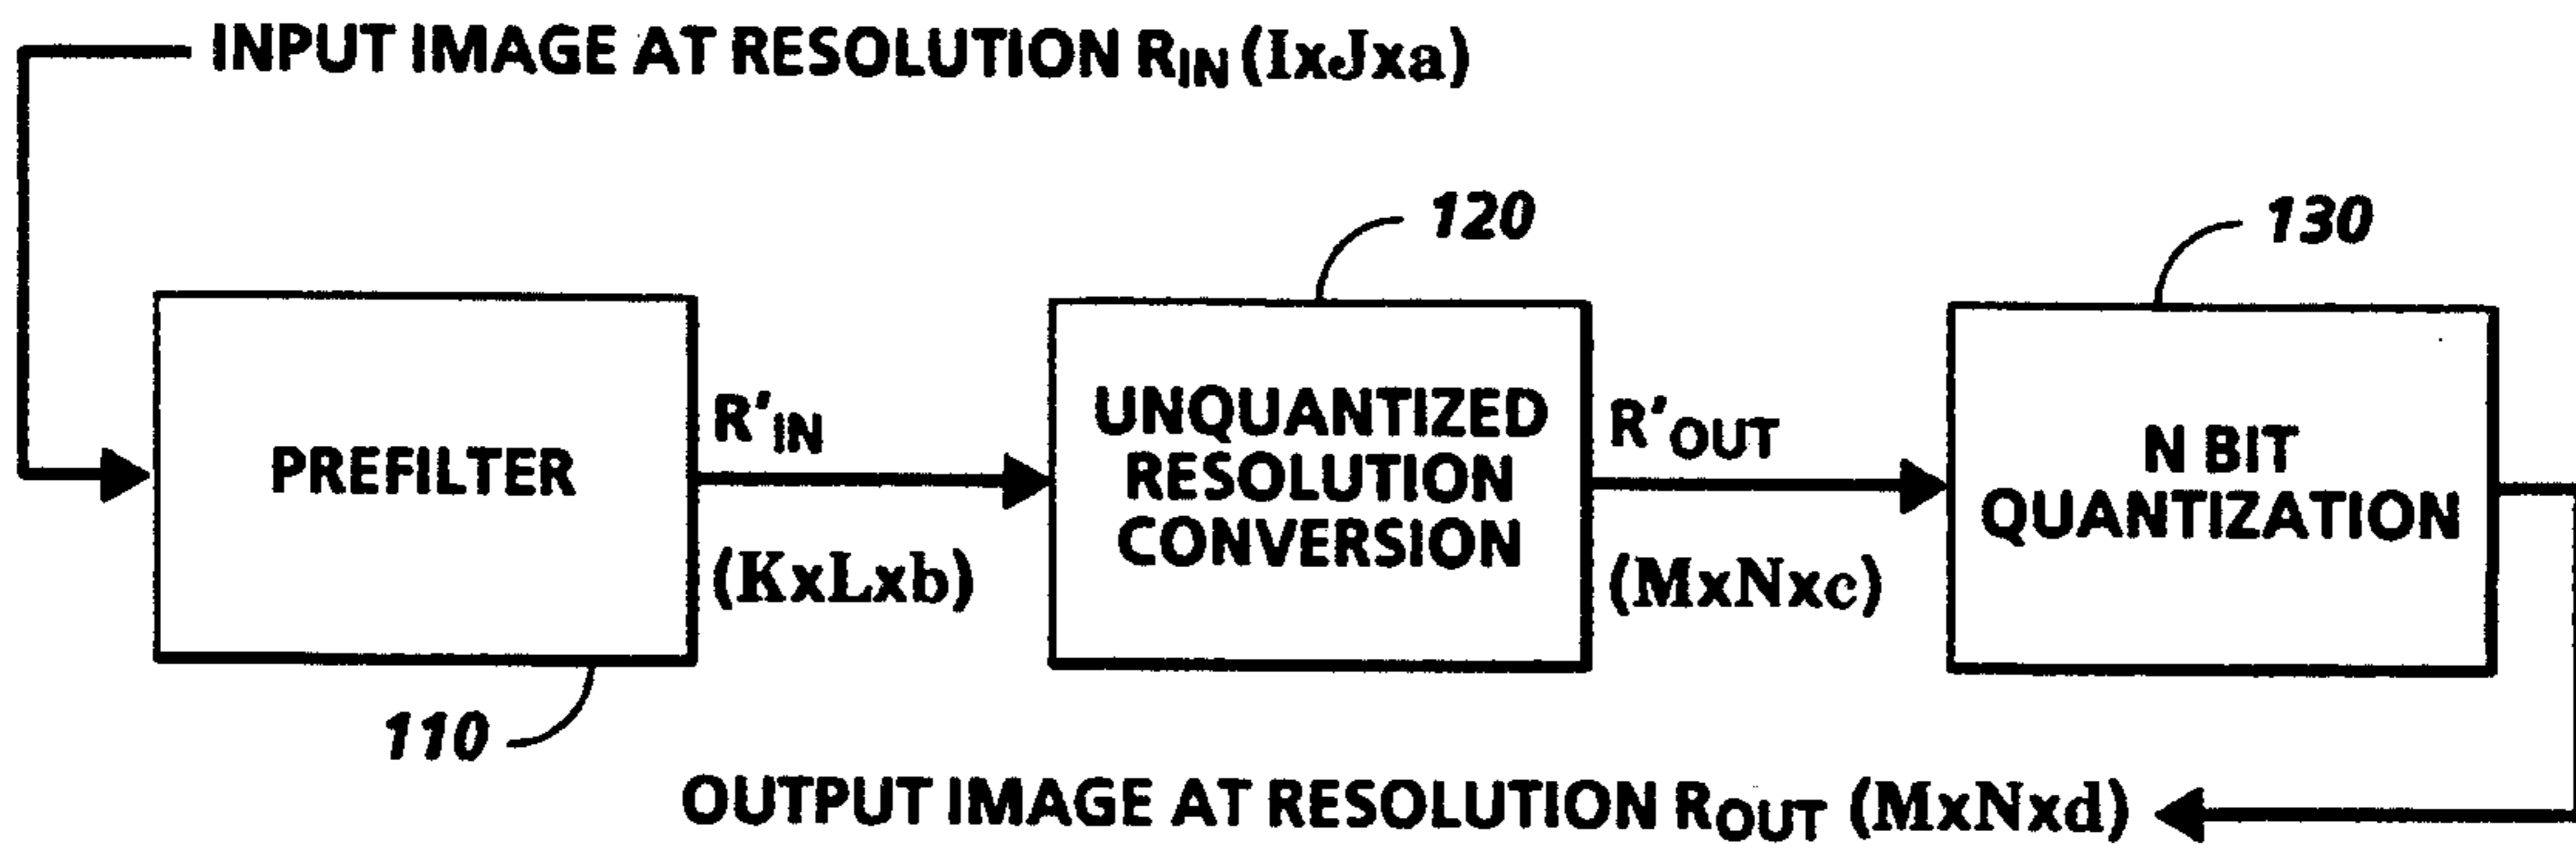 INPUT IMAGE AT RESOLUTION RIN (IxJxa)
120
130
PREFILTER
R'IN
(KxLxb)
UNQUANTIZED
RESOLUTION
CONVERSION
R'OUT
(MxNxc)
N BIT
QUANTIZATION
110
OUTPUT IMAGE AT RESOLUTION ROUT (MxNxd)